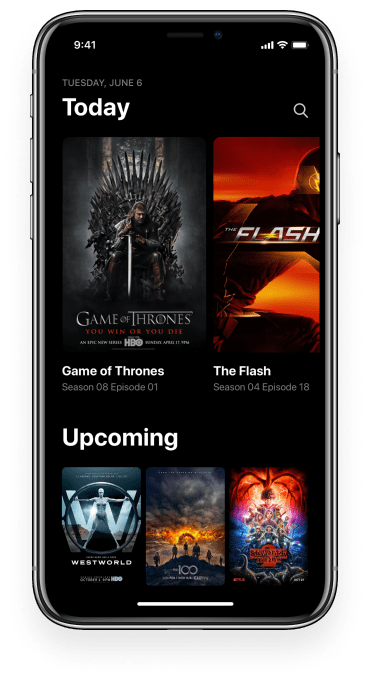 9:41
TUESDAY, JUNE 6
Today
THE FLASH
GAME OF THRONES
YOU WIN OR YOU DIE
AN EPIC NEW SERIES HBO SUNDAY, APRIL 17, 9PM
Game of Thrones
The Flash
Season 08 Episode 01
Season 04 Episode 18
Upcoming
W
WESTWORLD
HBO
THE 100
STRANGER THINGS
NETFLIX